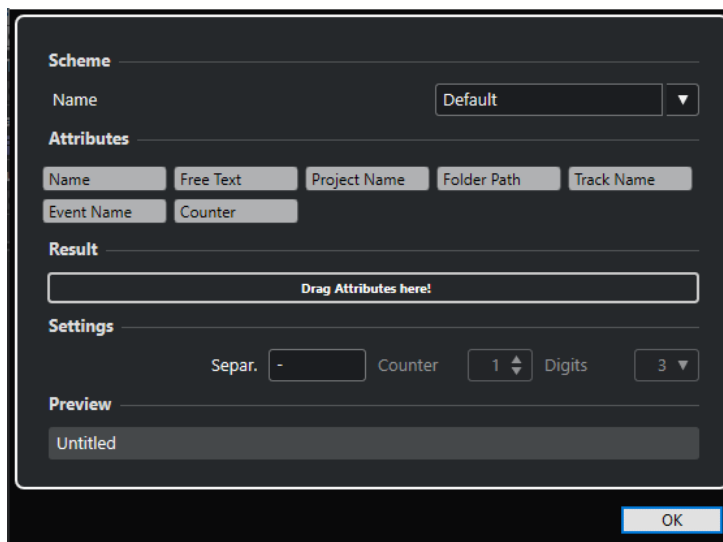 Scheme
Name Default
Attributes
Name Free Text Project Name Folder Path Track Name
Event Name Counter
Result
Drag Attributes here!
Settings
Separ. - Counter 1 Digits 3
Preview
Untitled
OK